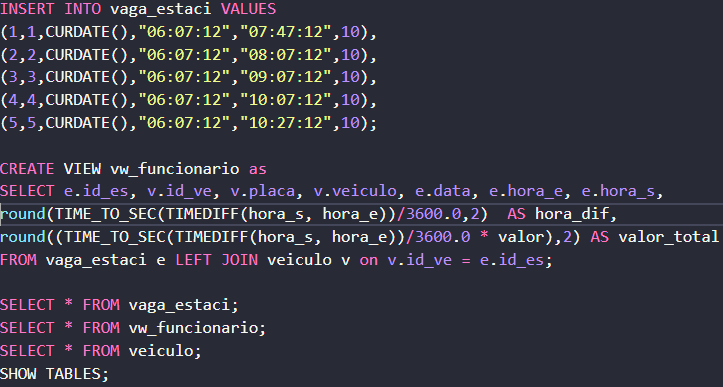 INSERT INTO vaga_estaci VALUES
(1,1,CURDATE(),"06:07:12","07:47:12",10),
(2,2,CURDATE(),"06:07:12","08:07:12",10),
(3,3,CURDATE(),"06:07:12","09:07:12",10),
(4,4,CURDATE(),"06:07:12","10:07:12",10),
(5,5,CURDATE(),"06:07:12","10:27:12",10);
CREATE VIEW vw_funcionario as
SELECT e.id_es, v.id_ve, v.placa, v.veiculo, e.data, e.hora_e, e.hora_s,
round(TIME_TO_SEC(TIMEDIFF(hora_s, hora_e))/3600.0,2)  AS hora_dif,
round((TIME_TO_SEC(TIMEDIFF(hora_s, hora_e))/3600.0 * valor),2) AS valor_total
FROM vaga_estaci e LEFT JOIN veiculo v on v.id_ve = e.id_es;
SELECT * FROM vaga_estaci;
SELECT * FROM vw_funcionario;
SELECT * FROM veiculo;
SHOW TABLES;